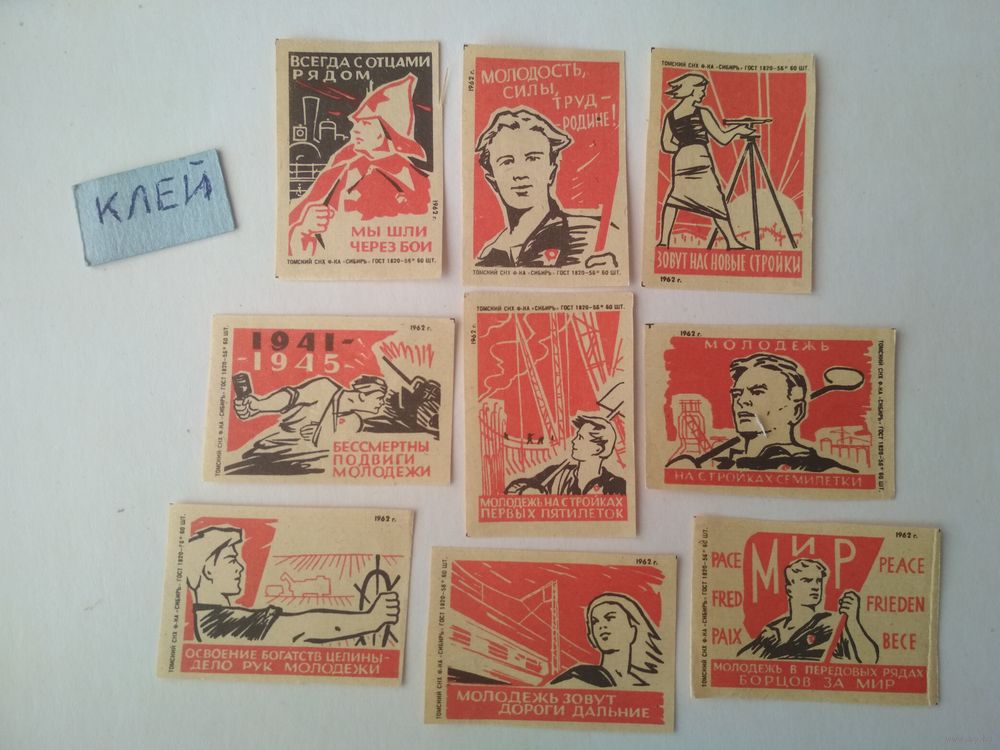 КЛЕЙ
ВСЕГДА С ОТЦАМИ
РЯДОМ
МЫ ШЛИ
ЧЕРЕЗ БОИ
1962 г.
ТОМСКИЙ СНХ Ф-КА «СИБИРЬ» ГОСТ 1820-56* 60 ШТ.
1962 г.
МОЛОДОСТЬ,
СИЛЫ,
ТРУД-
-РОДИНЕ!
ТОМСКИЙ СНХ Ф-КА «СИБИРЬ» ГОСТ 1820-56* 60 ШТ.
ТОМСКИЙ СНХ Ф-КА «СИБИРЬ» ГОСТ 1820-56* 60 ШТ.
ЗОВУТ НАС НОВЫЕ СТРОЙКИ
1962 г.
ТОМСКИЙ СНХ Ф-КА «СИБИРЬ» ГОСТ 1820-56* 60 ШТ.
1962 г.
1941-
-1945-
БЕССМЕРТНЫ
ПОДВИГИ
МОЛОДЕЖИ
ТОМСКИЙ СНХ Ф-КА «СИБИРЬ» ГОСТ 1820-56* 60 ШТ.
1962 г.
МОЛОДЕЖЬ НА СТРОЙКАХ
ПЕРВЫХ ПЯТИЛЕТОК
1962 г.
МОЛОДЕЖЬ
НА СТРОЙКАХ СЕМИЛЕТКИ
ТОМСКИЙ СНХ Ф-КА «СИБИРЬ» ГОСТ 1820-56* 60 ШТ.
ТОМСКИЙ СНХ Ф-КА «СИБИРЬ» ГОСТ 1820-56* 60 ШТ.
1962 г.
ОСВОЕНИЕ БОГАТСТВ ЦЕЛИНЫ-
-ДЕЛО РУК МОЛОДЕЖИ
ТОМСКИЙ СНХ Ф-КА «СИБИРЬ» ГОСТ 1820-56* 60 ШТ.
1962 г.
МОЛОДЕЖЬ ЗОВУТ
ДОРОГИ ДАЛЬНИЕ
ТОМСКИЙ СНХ Ф-КА «СИБИРЬ» ГОСТ 1820-56* 60 ШТ.
1962 г.
МИР
PACE
PEACE
FRED
FRIEDEN
PAIX
BECE
МОЛОДЕЖЬ В ПЕРЕДОВЫХ РЯДАХ
БОРЦОВ ЗА МИР